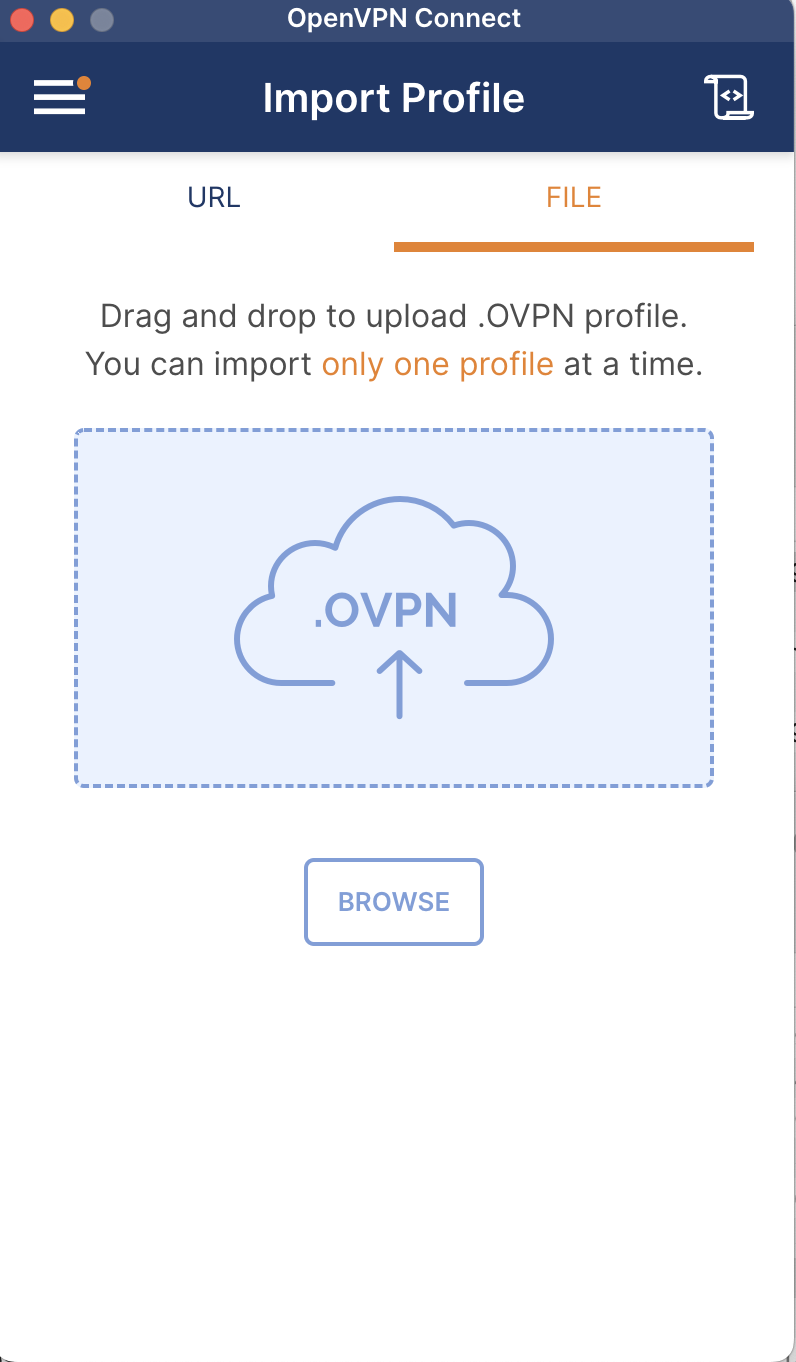 OpenVPN Connect
Import Profile
URL
FILE
Drag and drop to upload .OVPN profile.
You can import only one profile at a time.
.OVPN
BROWSE